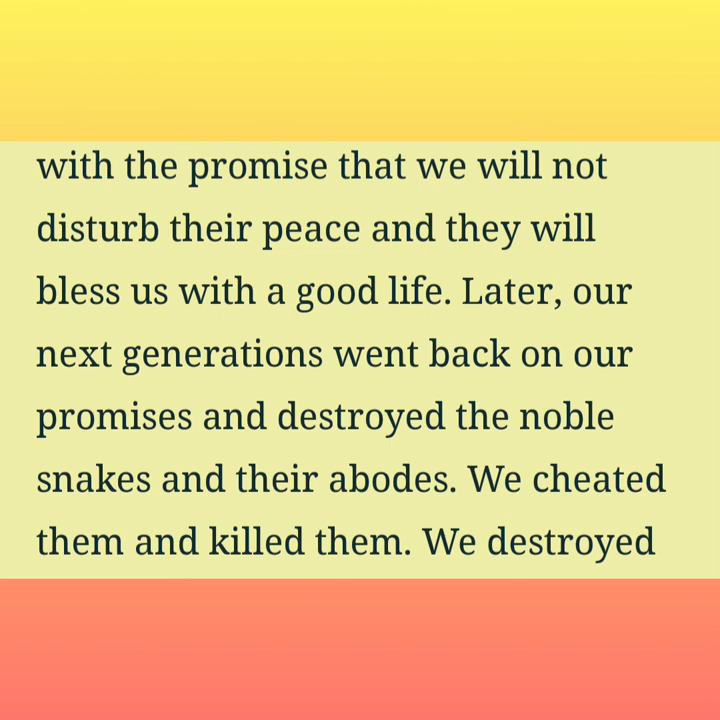 with the promise that we will not
disturb their peace and they will
bless us with a good life. Later, our
next generations went back on our
promises and destroyed the noble
snakes and their abodes. We cheated
them and killed them. We destroyed